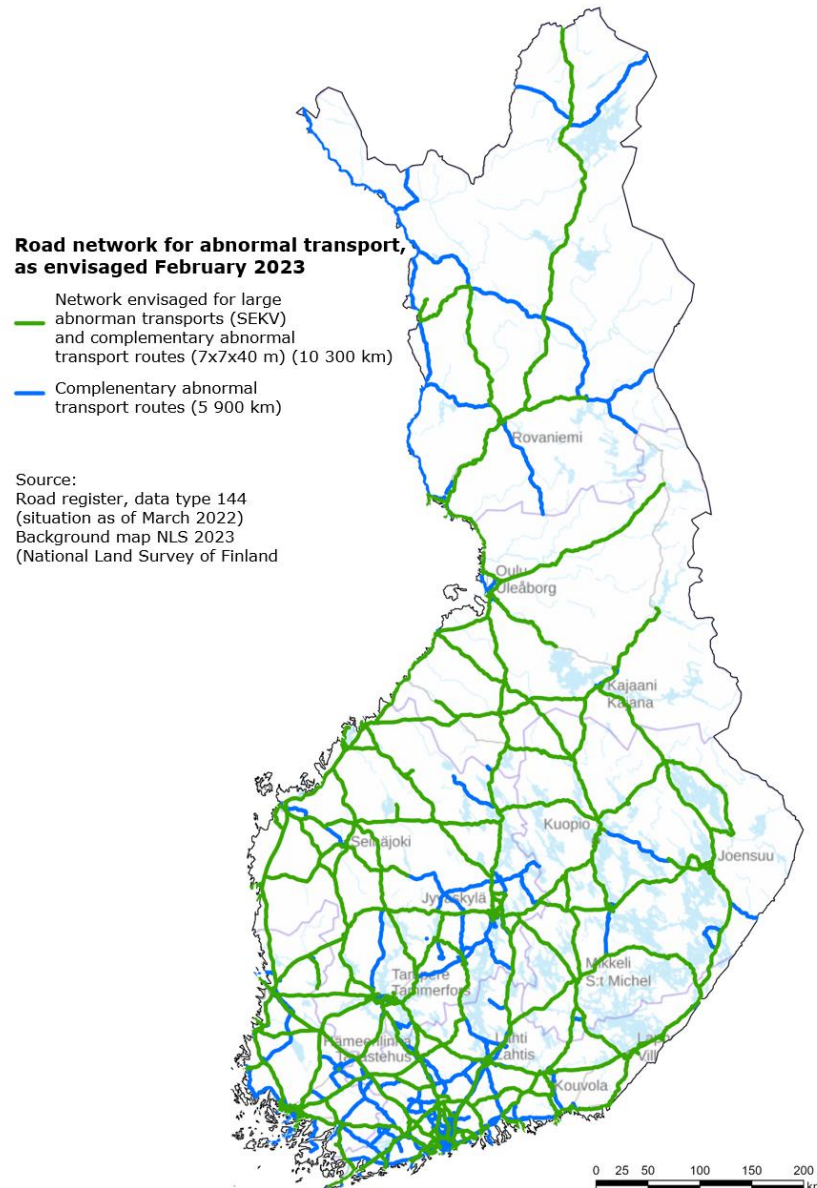 Road network for abnormal transport,
as envisaged February 2023
Network envisaged for large
abnorman transports (SEKV)
and complementary abnormal
transport routes (7x7x40 m) (10 300 km)
Complenentary abnormal
transport routes (5 900 km)
Source:
Road register, data type 144
(situation as of March 2022)
Background map NLS 2023
(National Land Survey of Finland
Rovaniemi
Oulu
Uleåborg
Kajaani
Kajana
Kuopio
Seinäjoki
Joensuu
Jyväskylä
Mikkeli
S:t Michel
Tampere
Tammerfors
Hämeenlinna
Tavastehus
Lahti
Lahtis
Kouvola
0 25 50 100 150 200
km